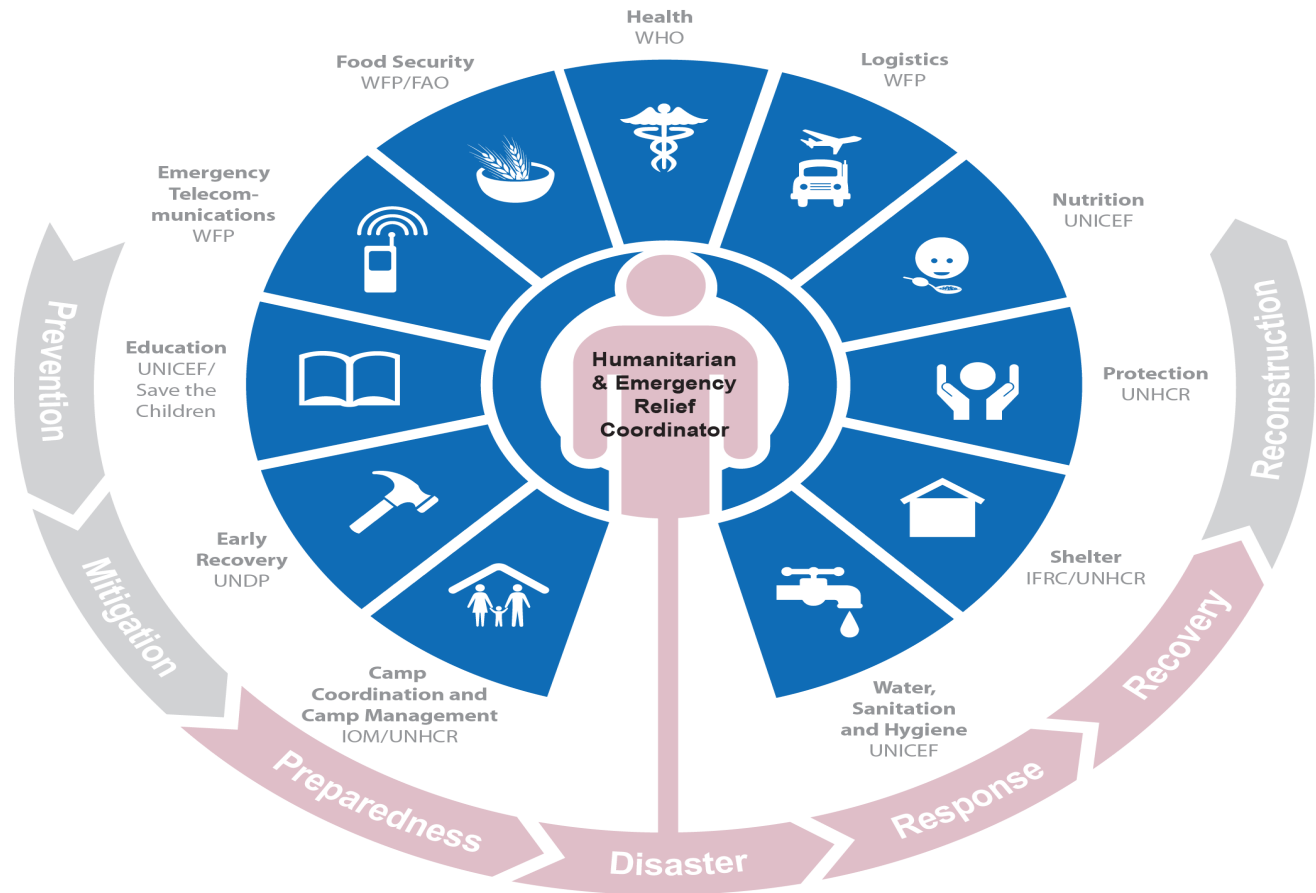 Health
WHO
Logistics
WFP
Nutrition
UNICEF
Protection
UNHCR
Shelter
IFRC/UNHCR
Water,
Sanitation
and Hygiene
UNICEF
Camp
Coordination and
Camp Management
IOM/UNHCR
Early
Recovery
UNDP
Education
UNICEF/
Save the
Children
Emergency
Telecom-
munications
WFP
Food Security
WFP/FAO
Humanitarian
& Emergency
Relief
Coordinator
Prevention
Mitigation
Preparedness
Disaster
Response
Recovery
Reconstruction